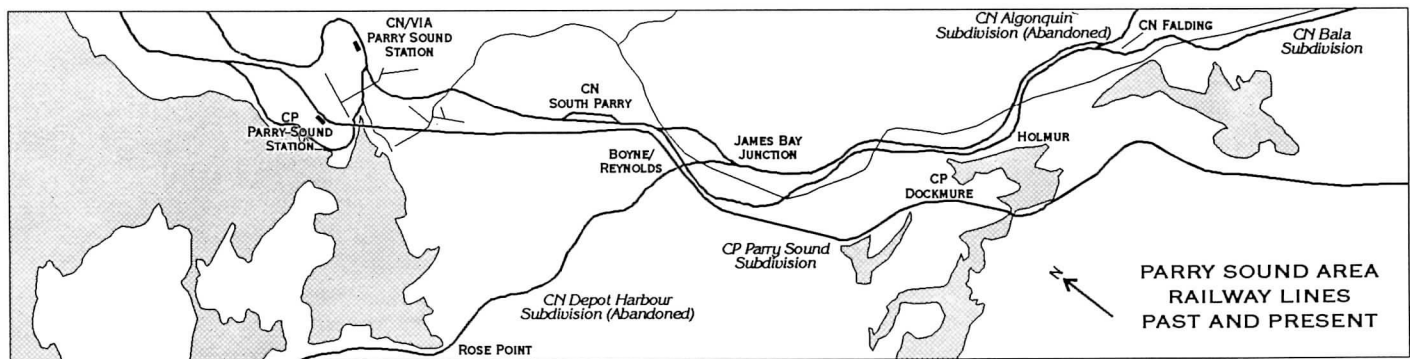 CN/VIA
PARRY SOUND
STATION
CN Algonquin
Subdivision (Abandoned)
CN FALDING
CN Bala
Subdivision
CP
PARRY SOUND
STATION
CN
SOUTH PARRY
BOYNE/
REYNOLDS
JAMES BAY
JUNCTION
HOLMUR
CP
DOCKMURE
CP Parry Sound
Subdivision
CN Depot Harbour
Subdivision (Abandoned)
ROSE POINT
N
PARRY SOUND AREA
RAILWAY LINES
PAST AND PRESENT